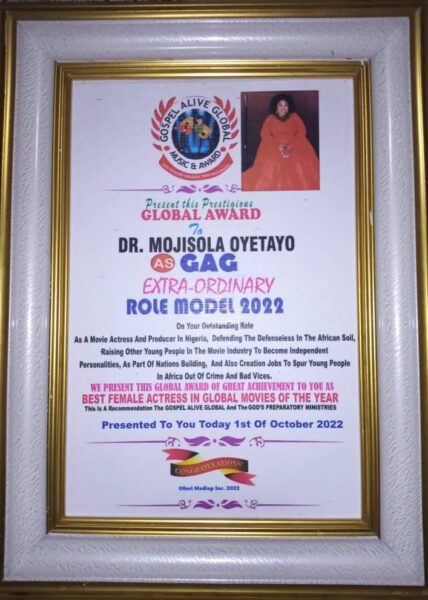 GOSPEL ALIVE GLOBAL
MUSIC & AWARD
Present this Prestigious
GLOBAL AWARD
To
DR. MOJISOLA OYETAYO
AS GAG
EXTRA-ORDINARY
ROLE MODEL 2022
On Your Outstanding Role
As A Movie Actress And Producer In Nigeria, Defending The Defenseless In The African Soil,
Raising Other Young People In The Movie Industry To Become Independent
Personalities, As Part Of Nations Building, And Also Creation Jobs To Spur Young People
In Africa Out Of Crime And Bad Vices.
WE PRESENT THIS GLOBAL AWARD OF GREAT ACHIEVEMENT TO YOU AS
BEST FEMALE ACTRESS IN GLOBAL MOVIES OF THE YEAR
This Is A Recommendation The GOSPEL ALIVE GLOBAL And The GOD'S PREPARATORY MINISTRIES
Presented To You Today 1st Of October 2022
CONGRATULATIONS!
Ofori Mediap Inc. 2022